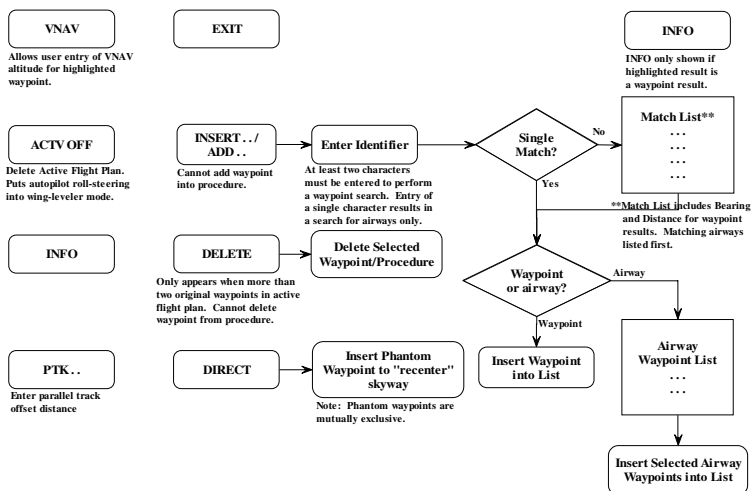 VNAV
Allows user entry of VNAV
altitude for highlighted
waypoint.
EXIT
INFO
INFO only shown if
highlighted result is
a waypoint result.
ACTV OFF
Delete Active Flight Plan.
Puts autopilot roll-steering
into wing-leveler mode.
INSERT . . /
ADD . .
Cannot add waypoint
into procedure.
Enter Identifier
At least two characters
must be entered to perform
a waypoint search. Entry of
a single character results in
a search for airways only.
Single
Match?
No
Yes
Match List**
. . .
. . .
. . .
. . .
**Match List includes Bearing
and Distance for waypoint
results. Matching airways
listed first.
INFO
DELETE
Only appears when more than
two original waypoints in active
flight plan. Cannot delete
waypoint from procedure.
Delete Selected
Waypoint/Procedure
Waypoint
or airway?
Airway
Waypoint
PTK . .
Enter parallel track
offset distance
DIRECT
Insert Phantom
Waypoint to "recenter"
skyway
Note: Phantom waypoints are
mutually exclusive.
Insert Waypoint
into List
Airway
Waypoint List
. . .
. . .
Insert Selected Airway
Waypoints into List